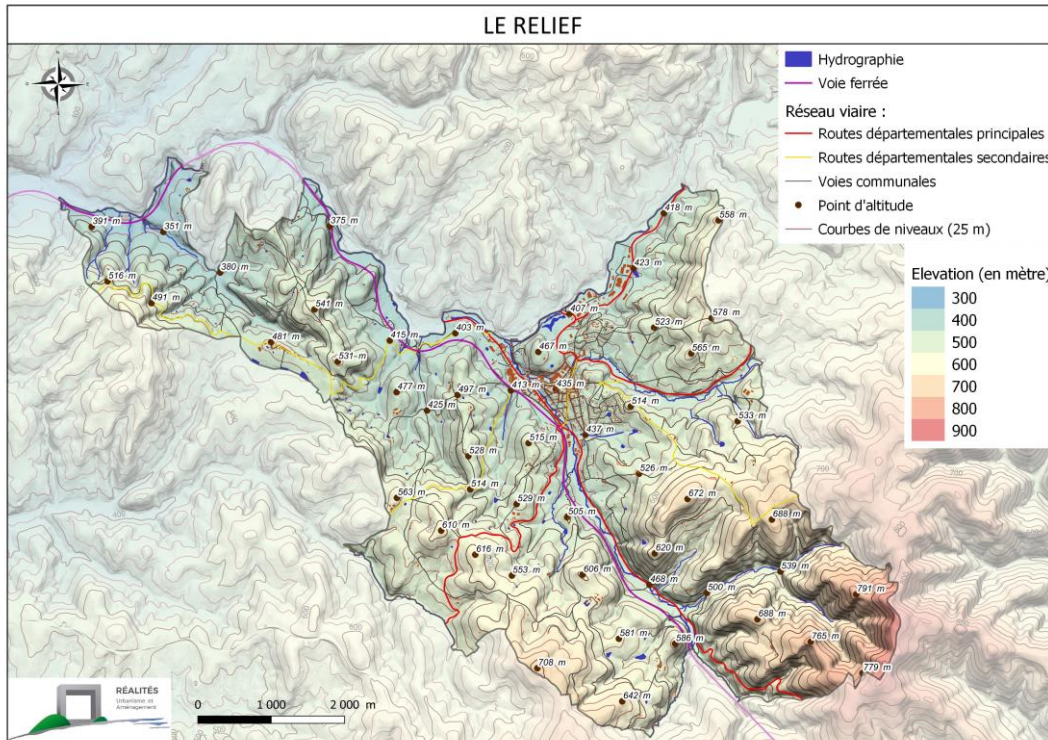 LE RELIEF
Hydrographie
Voie ferrée
Réseau viaire :
Routes départementales principales
Routes départementales secondaires
Voies communales
Point d'altitude
Courbes de niveaux (25 m)
Elevation (en mètre)
300
400
500
600
700
800
900
391 m
351 m
375 m
418 m
558 m
516 m
380 m
423 m
491 m
541 m
407 m
578 m
481 m
415 m
403 m
523 m
531 m
467 m
565 m
477 m
497 m
413 m
435 m
425 m
514 m
533 m
437 m
528 m
515 m
526 m
563 m
514 m
529 m
672 m
505 m
688 m
610 m
616 m
620 m
553 m
606 m
468 m
500 m
539 m
791 m
688 m
581 m
586 m
765 m
708 m
779 m
642 m
RÉALITÉS
Urbanisme et
Aménagement
0 1 000 2 000 m